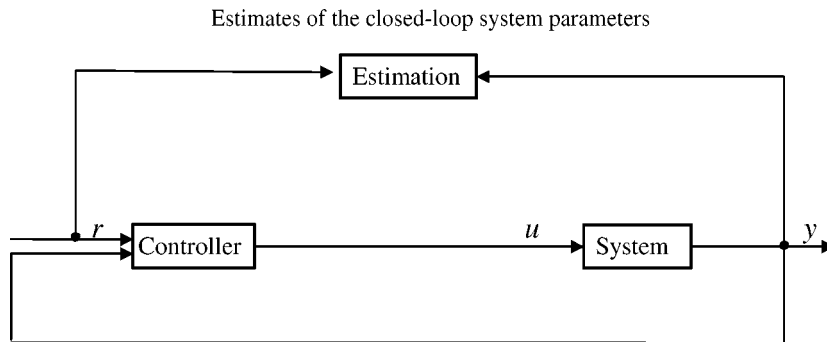 Estimates of the closed-loop system parameters
Estimation
r
Controller
u
System
y